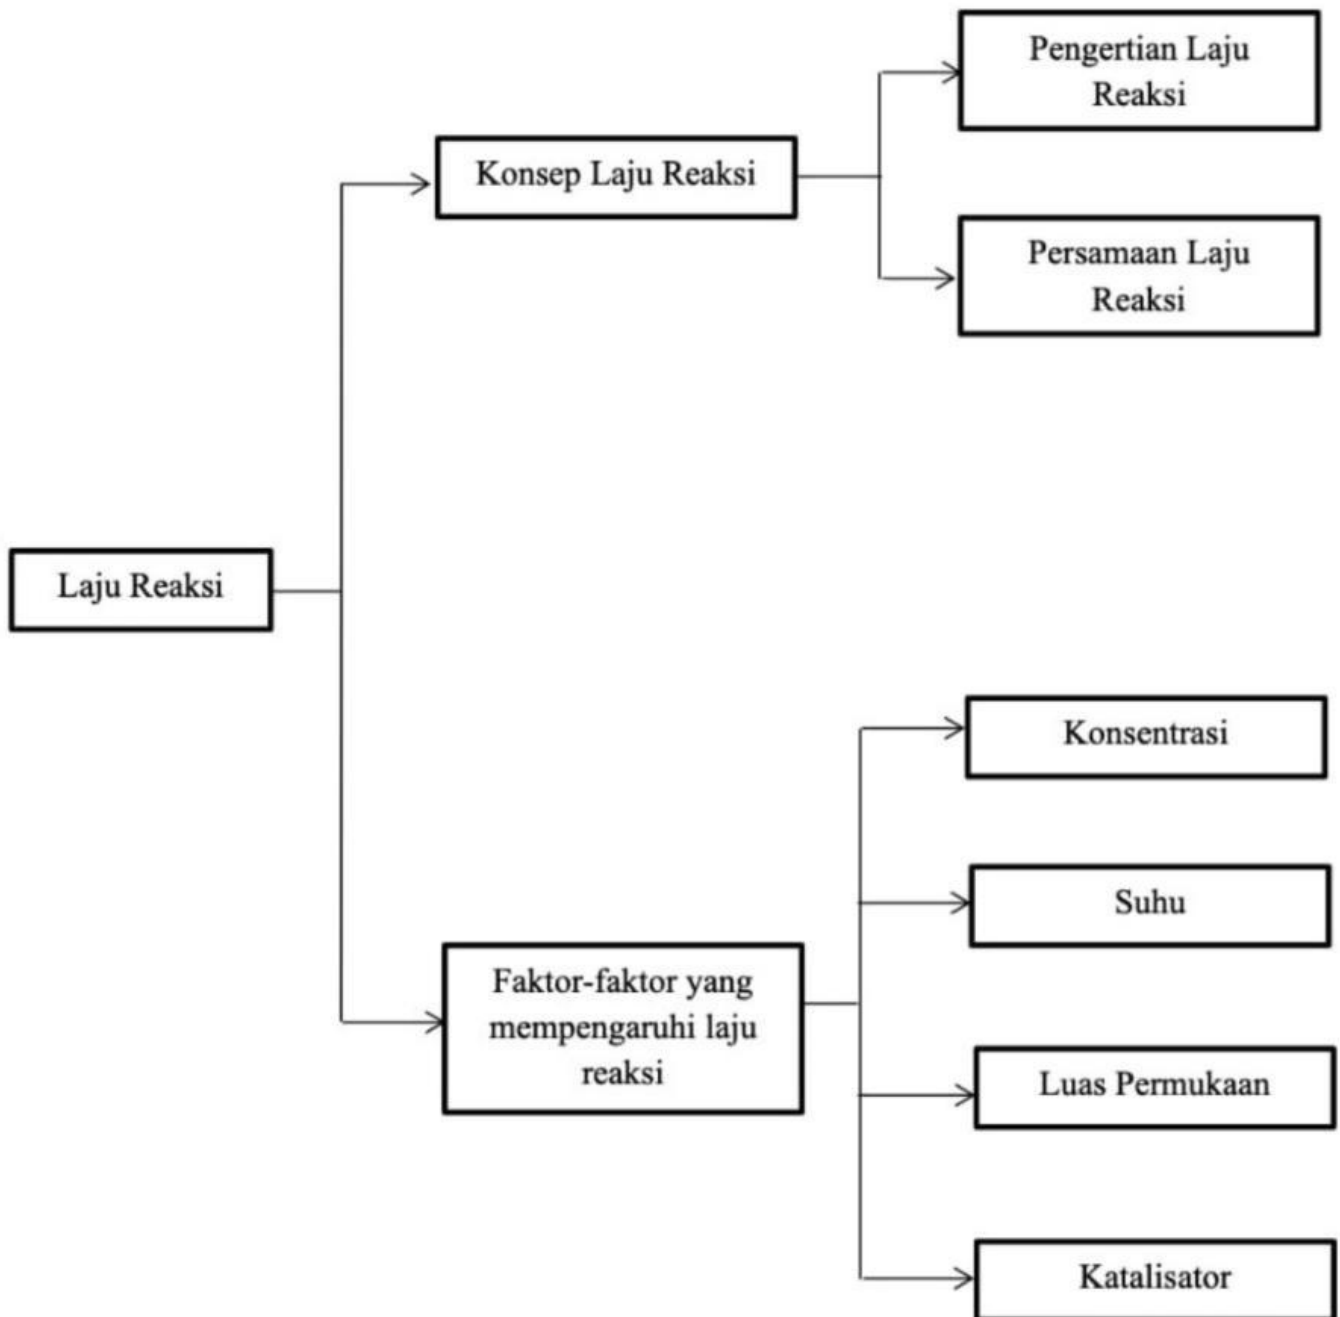 Pengertian Laju
Reaksi
Konsep Laju Reaksi
Persamaan Laju
Reaksi
Laju Reaksi
Konsentrasi
Suhu
Faktor-faktor yang
mempengaruhi laju
reaksi
Luas Permukaan
Katalisator